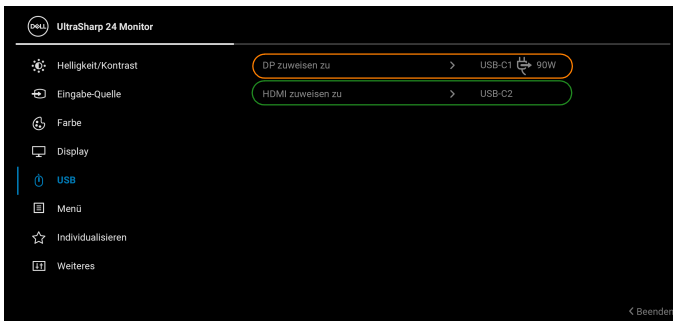 DELL UltraSharp 24 Monitor
Helligkeit/Kontrast DP zuweisen zu > USB-C1 90W
Eingabe-Quelle HDMI zuweisen zu > USB-C2
Farbe
Display
USB
Menü
Individualisieren
Weiteres
< Beenden